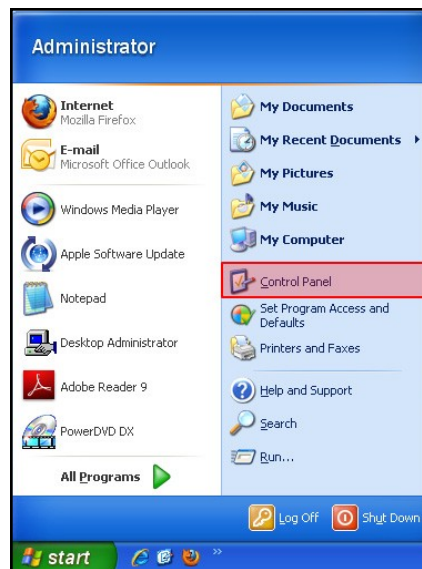 Administrator
Internet
Mozilla Firefox
E-mail
Microsoft Office Outlook
Windows Media Player
Apple Software Update
Notepad
Desktop Administrator
Adobe Reader 9
PowerDVD DX
All Programs
My Documents
My Recent Documents
My Pictures
My Music
My Computer
Control Panel
Set Program Access and
Defaults
Printers and Faxes
Help and Support
Search
Run...
Log Off
Shut Down
start